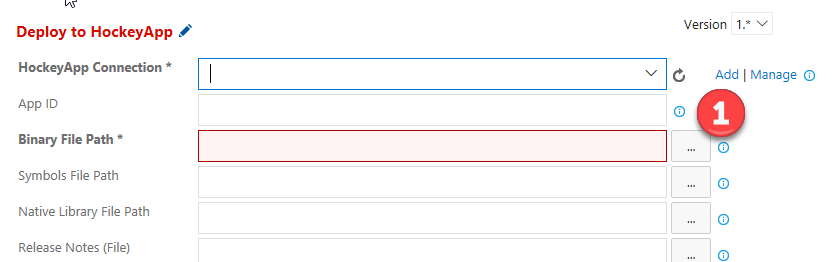 Deploy to HockeyApp
Version 1.*
HockeyApp Connection *
Add | Manage
App ID
1
Binary File Path *
...
Symbols File Path
...
Native Library File Path
...
Release Notes (File)
...